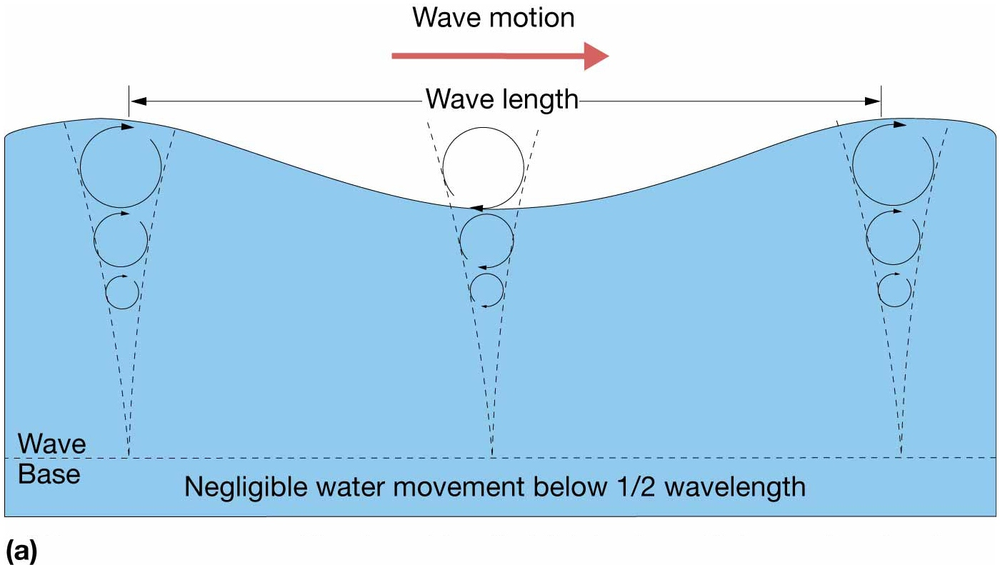 Wave motion
Wave length
Wave
Base
Negligible water movement below 1/2 wavelength
(a)